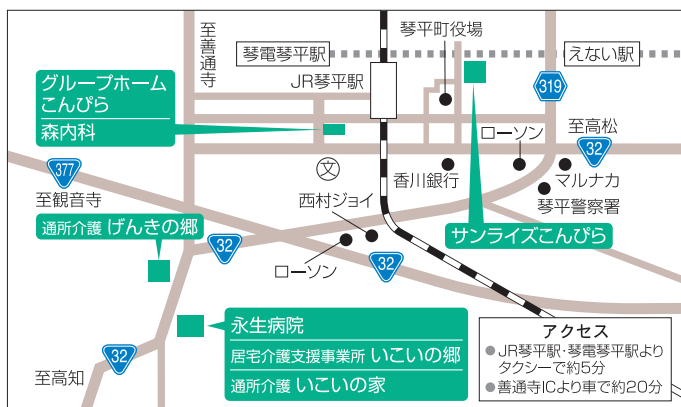 至善通寺
琴電琴平駅
琴平町役場
えない駅
JR琴平駅
319
グループホーム
こんぴら
森内科
ローソン
至高松
32
377
文
香川銀行
マルナカ
琴平警察署
至観音寺
西村ジョイ
通所介護 げんきの郷
サンライズこんぴら
32
ローソン
32
永生病院
居宅介護支援事業所 いこいの郷
通所介護 いこいの家
32
至高知
アクセス
●JR琴平駅・琴電琴平駅より
タクシーで約5分
●善通寺ICより車で約20分